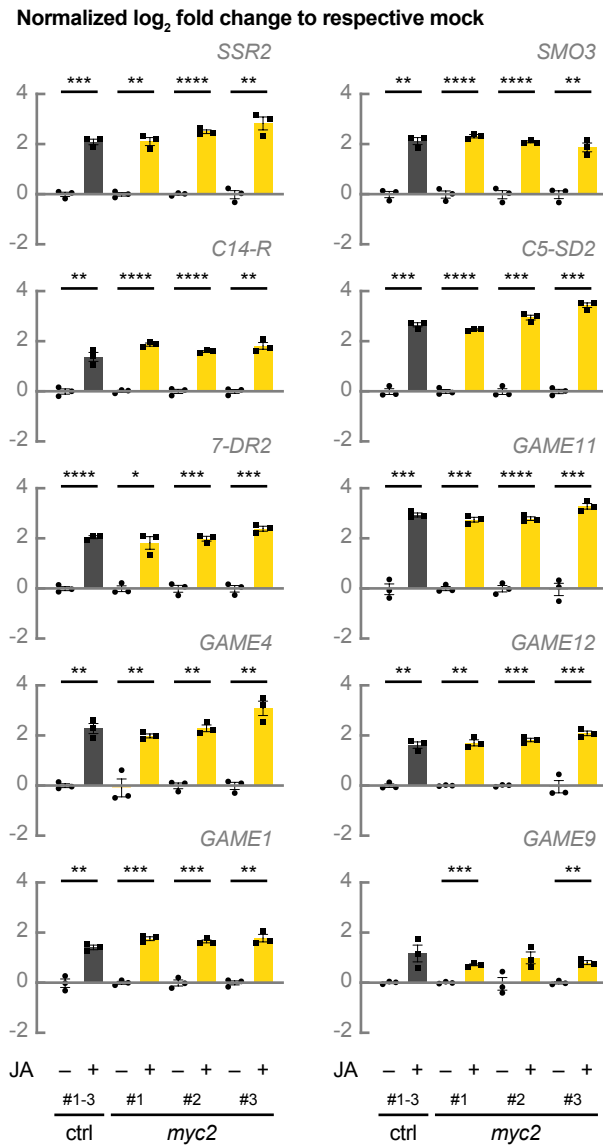 Normalized log2 fold change to respective mock
SSR2 SMO3
*** ** **** ** ** **** **** **
4
2
0
-2
C14-R C5-SD2
** **** **** ** *** **** *** ***
4
2
0
-2
7-DR2 GAME11
**** * *** *** *** *** **** ***
4
2
0
-2
GAME4 GAME12
** ** ** ** ** ** *** ***
4
2
0
-2
GAME1 GAME9
** *** *** ** *** **
4
2
0
-2
JA – + – + – + – + – + – + – + – +
#1-3 #1 #2 #3 #1-3 #1 #2 #3
ctrl myc2 ctrl myc2